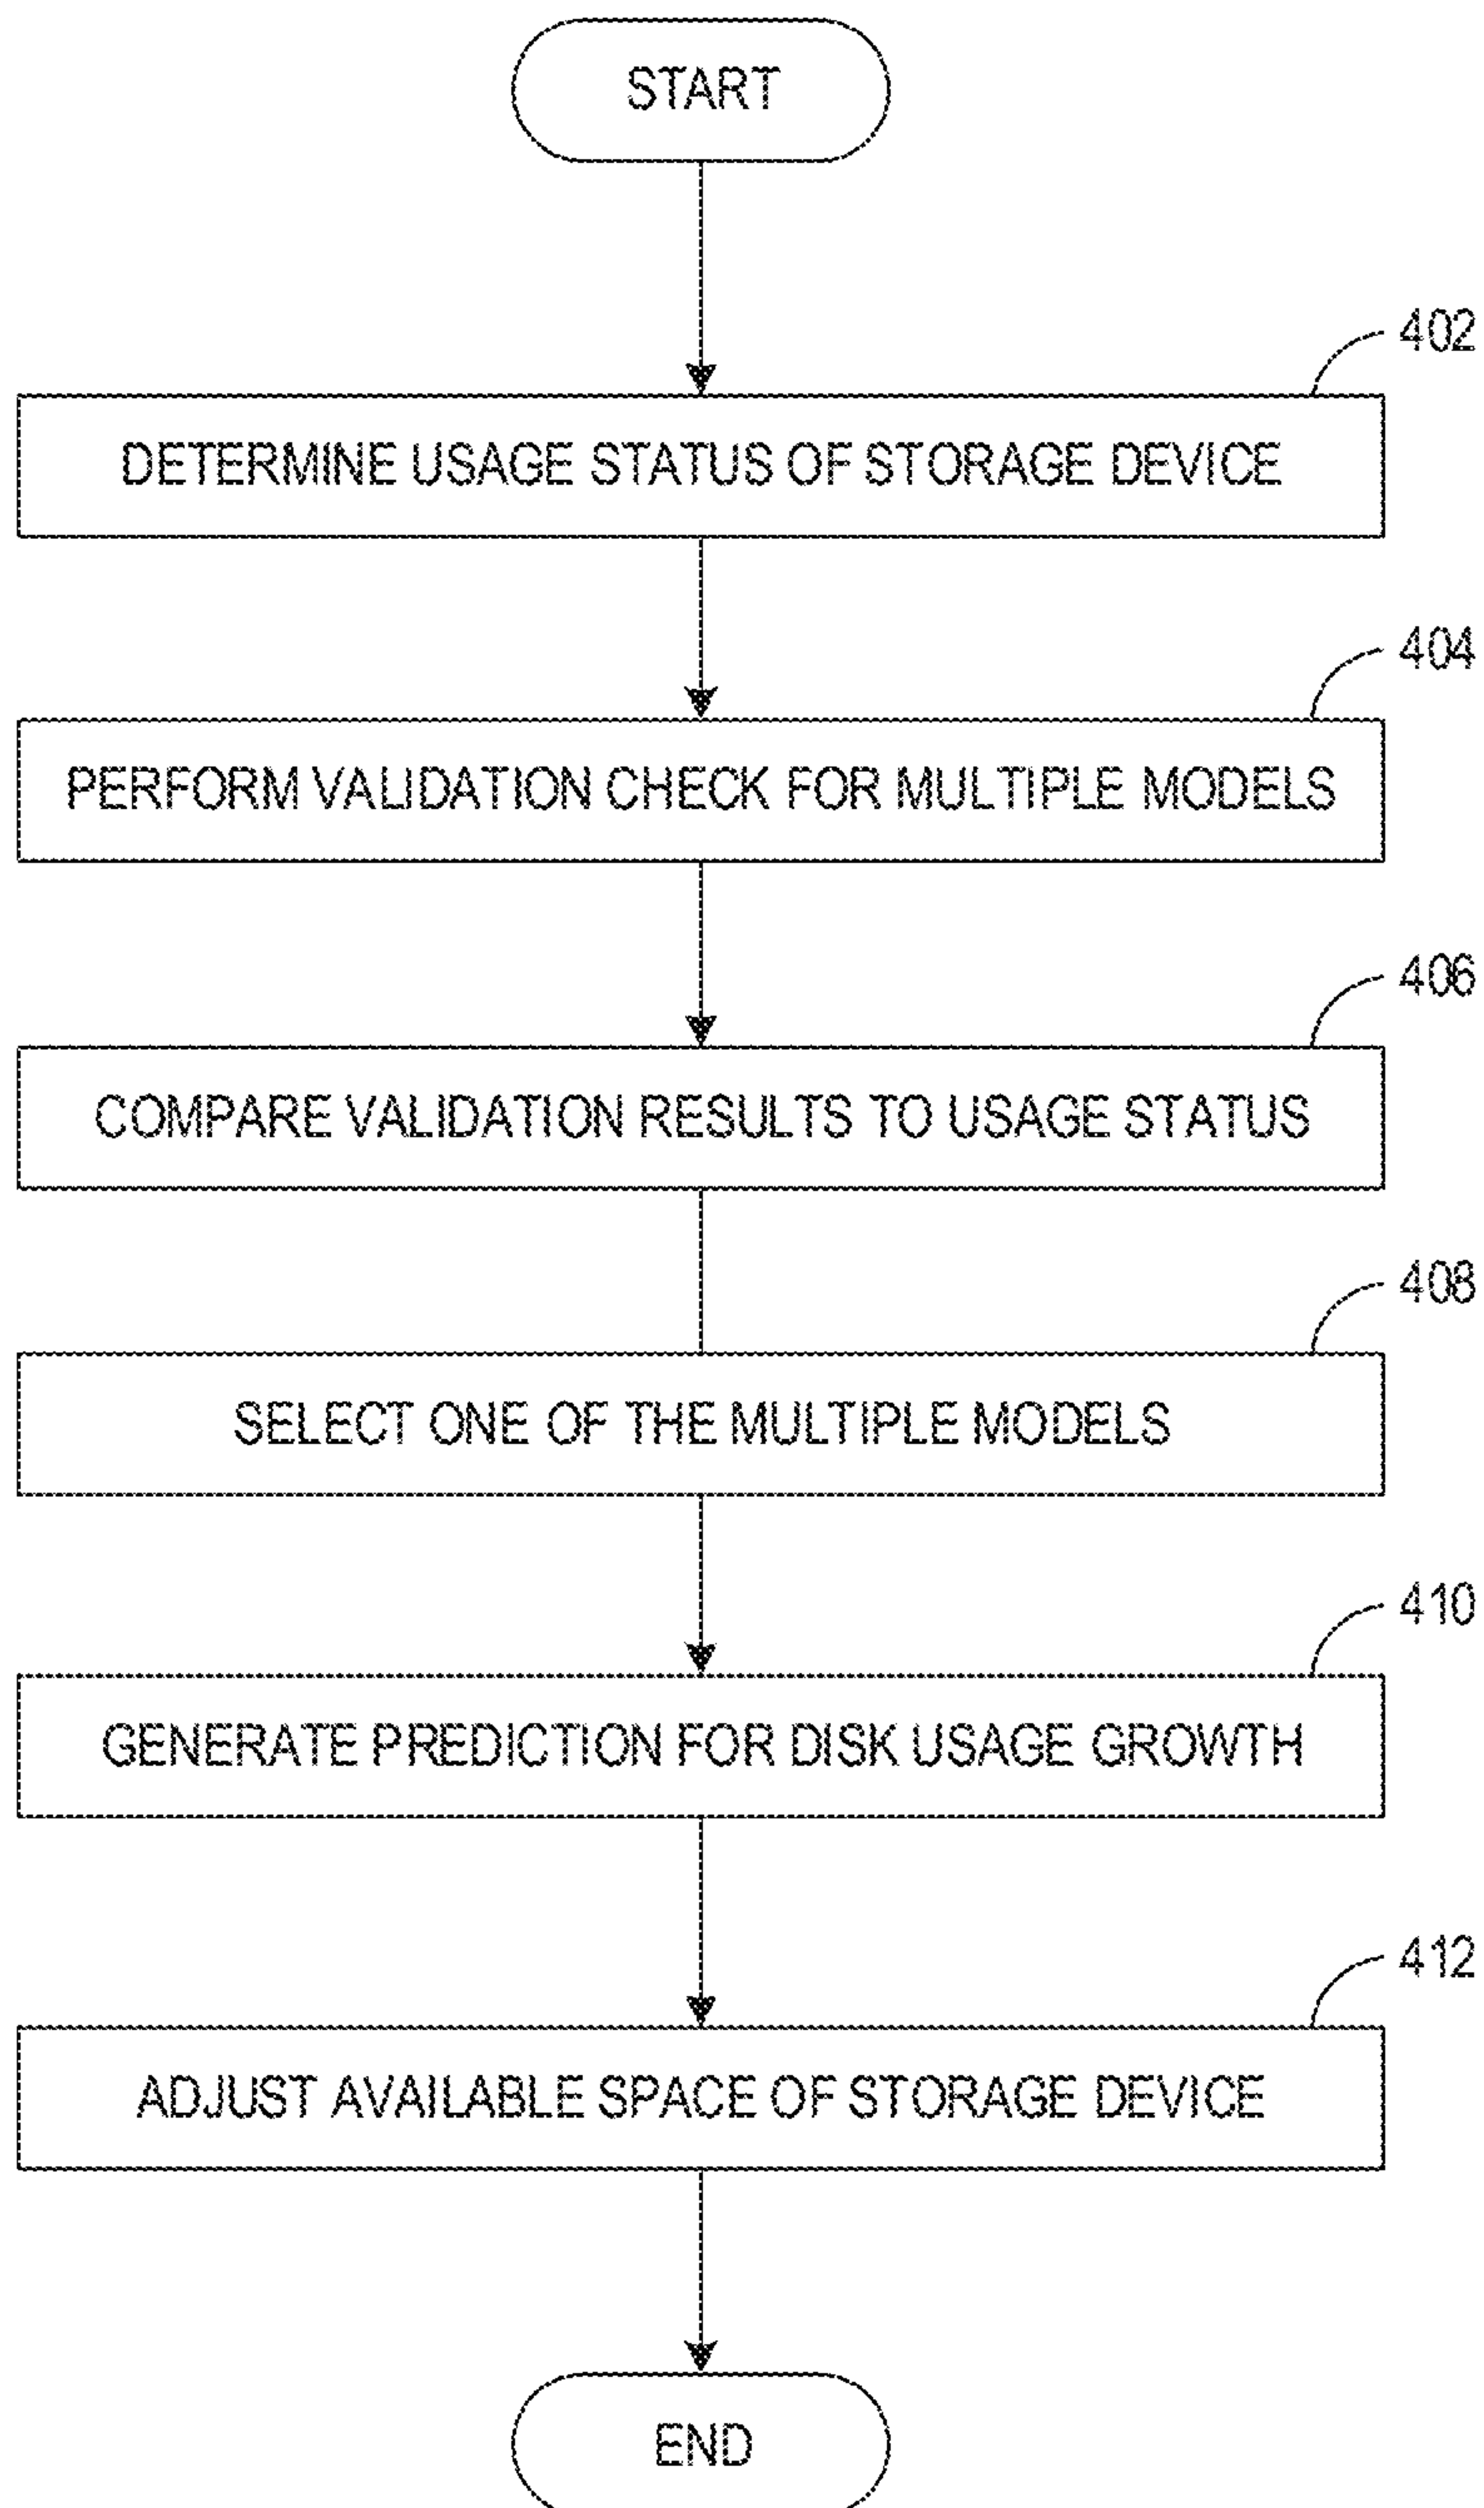 START
402
DETERMINE USAGE STATUS OF STORAGE DEVICE
404
PERFORM VALIDATION CHECK FOR MULTIPLE MODELS
406
COMPARE VALIDATION RESULTS TO USAGE STATUS
408
SELECT ONE OF THE MULTIPLE MODELS
410
GENERATE PREDICTION FOR DISK USAGE GROWTH
412
ADJUST AVAILABLE SPACE OF STORAGE DEVICE
END